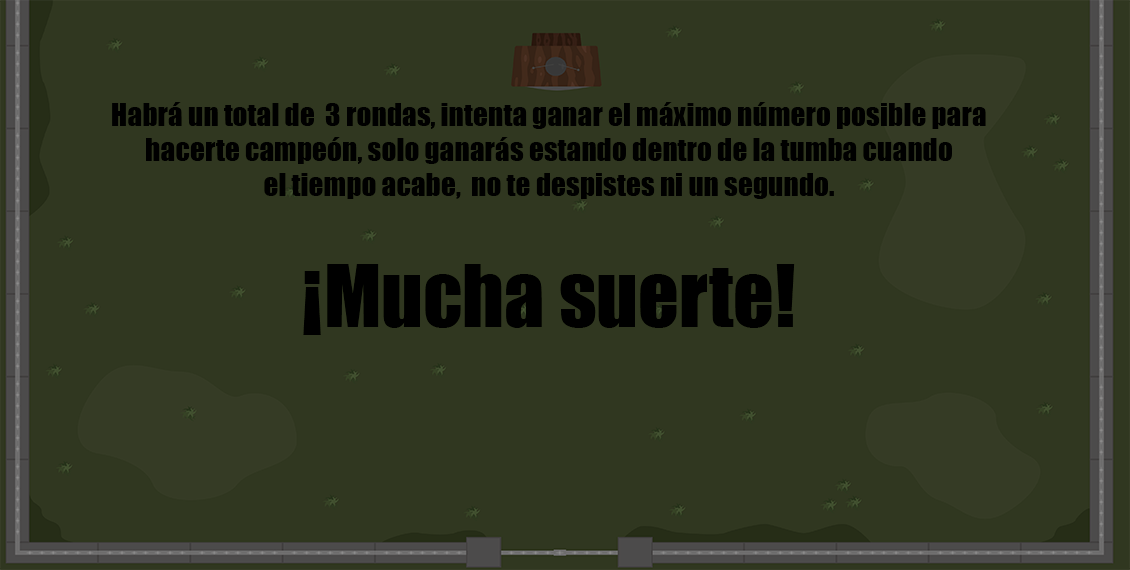 Habrá un total de  3 rondas, intenta ganar el máximo número posible para
hacerte campeón, solo ganarás estando dentro de la tumba cuando
el tiempo acabe,  no te despistes ni un segundo.
¡Mucha suerte!